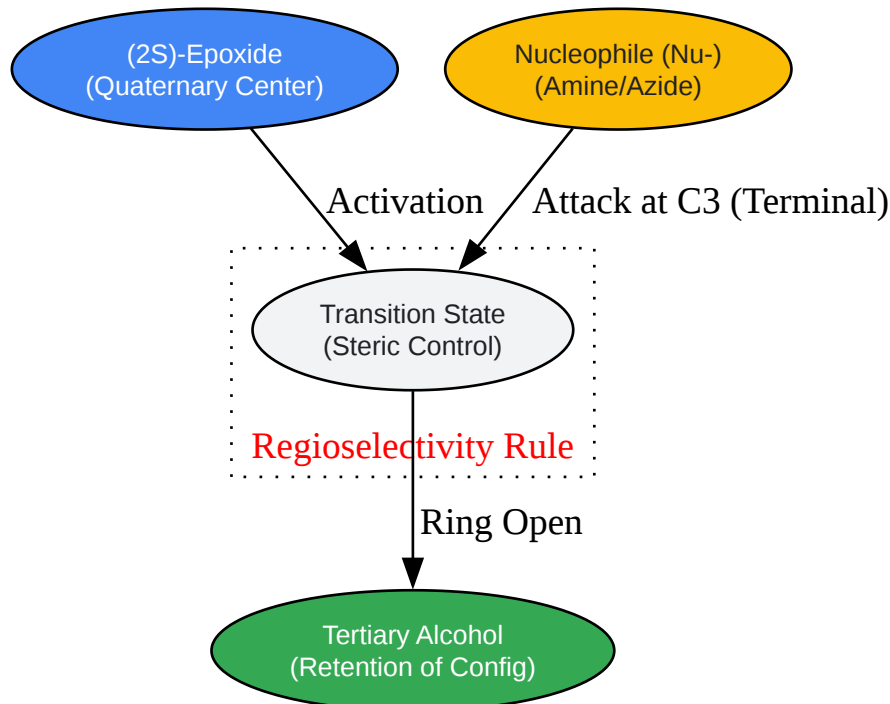 (2S)-Epoxide
(Quaternary Center)
Nucleophile (Nu-)
(Amine/Azide)
Activation
Attack at C3 (Terminal)
Transition State
(Steric Control)
Regioselectivity Rule
Ring Open
Tertiary Alcohol
(Retention of Config)